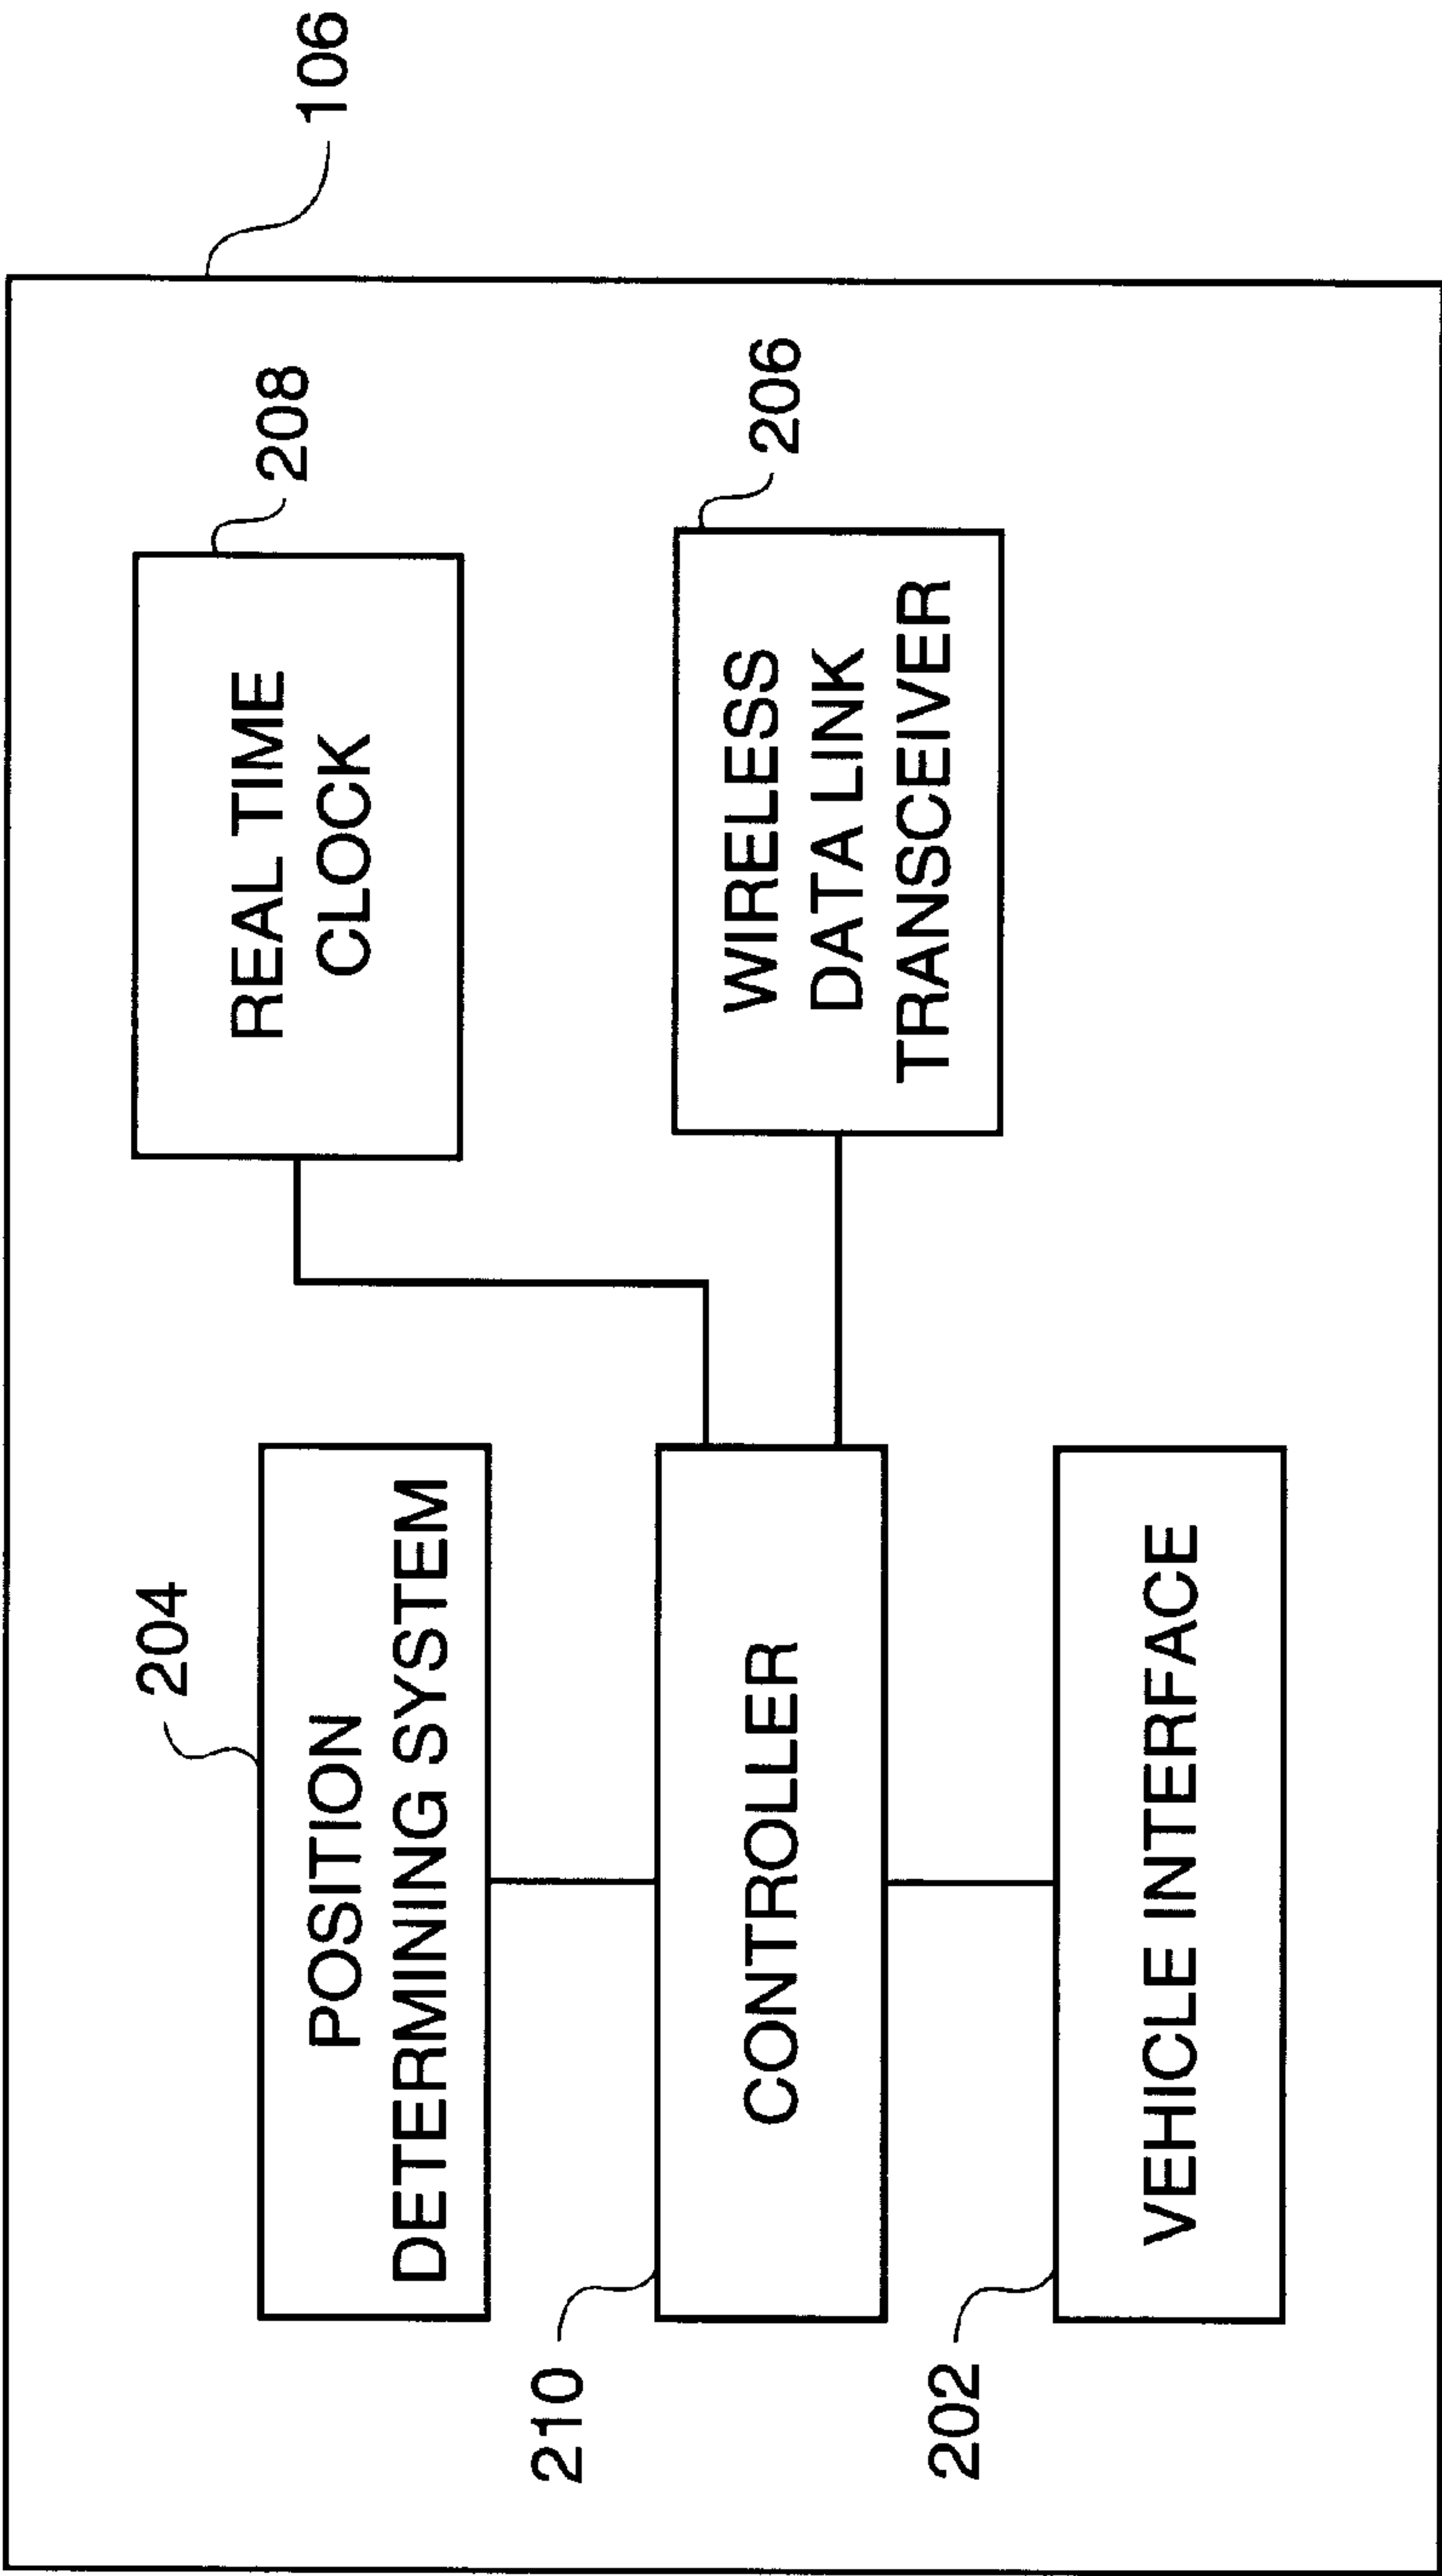 106
204
POSITION
DETERMINING SYSTEM
208
REAL TIME
CLOCK
210
CONTROLLER
206
WIRELESS
DATA LINK
TRANSCEIVER
202
VEHICLE INTERFACE